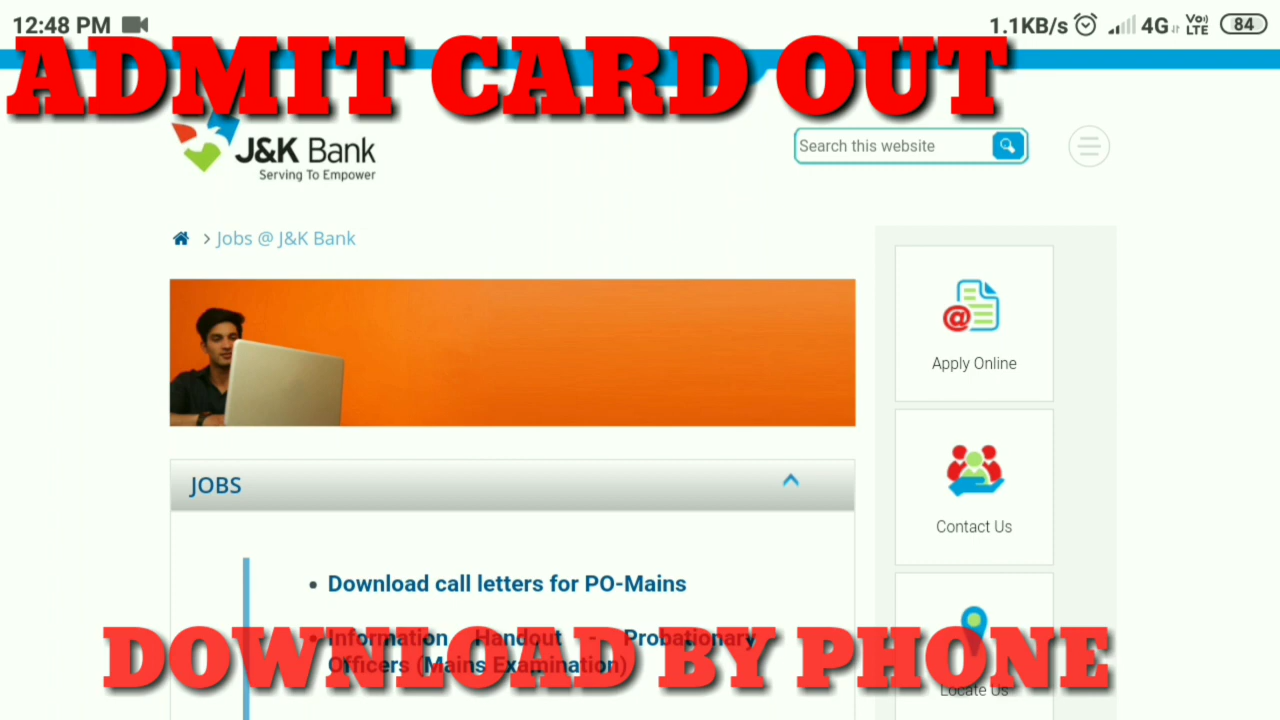 12:48 PM
1.1KB/s 4G Vo) LTE 84
ADMIT CARD OUT
J&K Bank
Serving To Empower
Search this website
Jobs @ J&K Bank
Apply Online
Contact Us
JOBS
Download call letters for PO-Mains
Information Handout - Probationary
Officers (Mains Examination)
DOWNLOAD BY PHONE
Locate Us